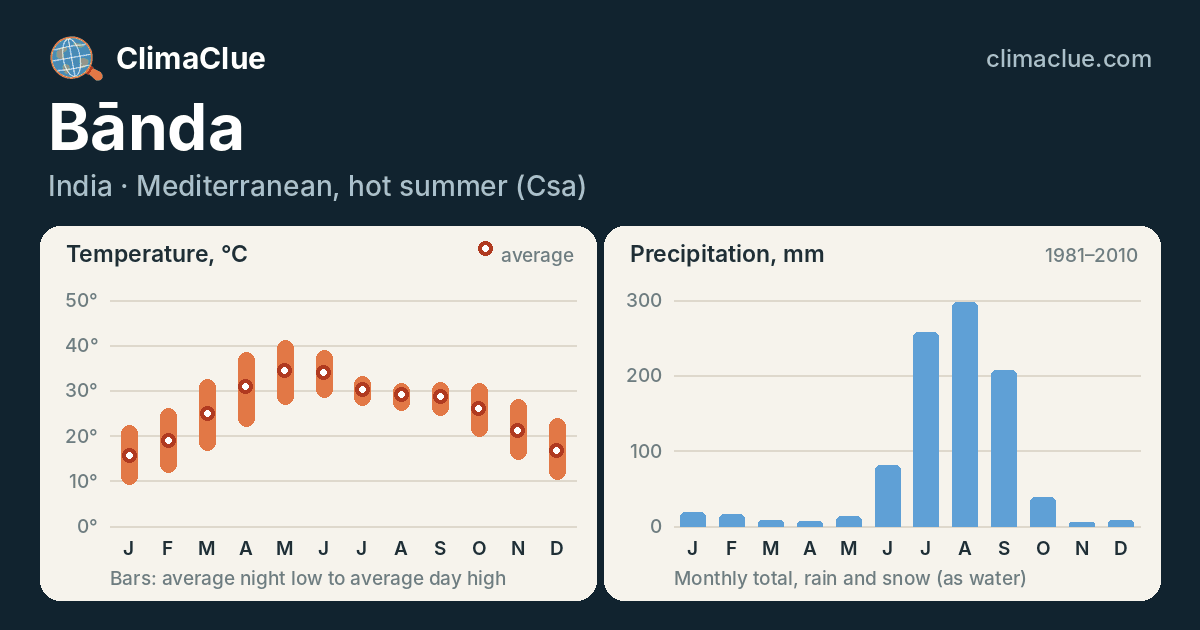 ClimaClue
climaclue.com
Bānda
India · Mediterranean, hot summer (Csa)
Temperature, °C
average
50°
40°
30°
20°
10°
0°
J F M A M J J A S O N D
Bars: average night low to average day high
Precipitation, mm
1981–2010
300
200
100
0
J F M A M J J A S O N D
Monthly total, rain and snow (as water)